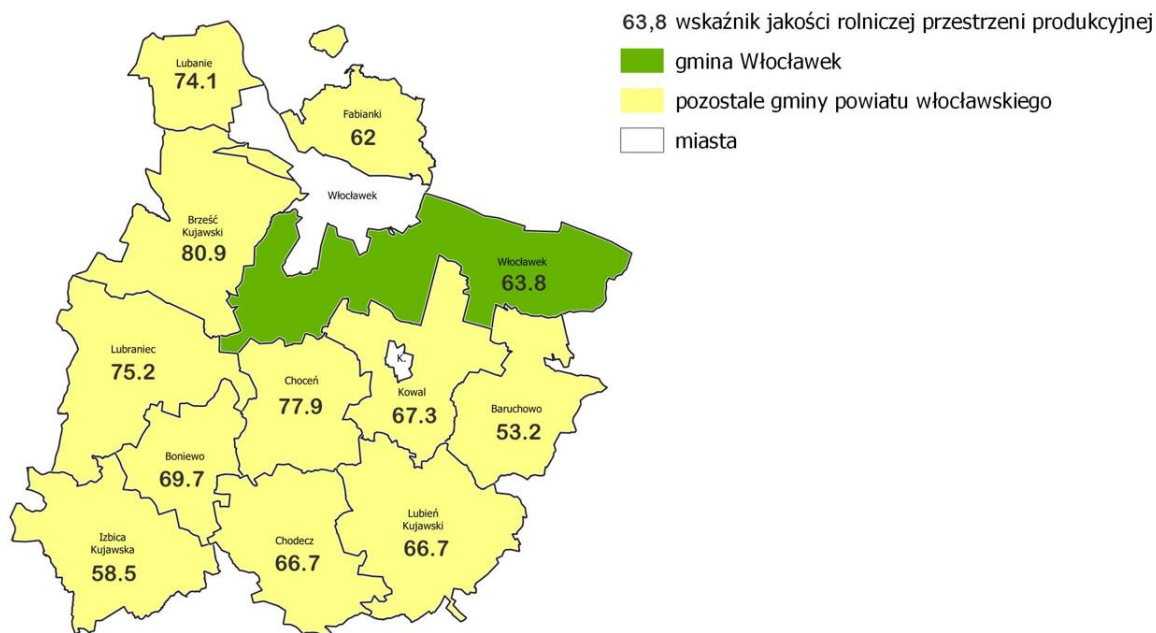 63,8 wskaźnik jakości rolniczej przestrzeni produkcyjnej
gmina Włocławek
pozostałe gminy powiatu włocławskiego
miasta
Lubanie
74.1
Fabianki
62
Włocławek
Brześć
Kujawski
80.9
Włocławek
63.8
Lubraniec
75.2
Choceń
77.9
K.
Kowal
67.3
Baruchowo
53.2
Boniewo
69.7
Izbica
Kujawska
58.5
Chodecz
66.7
Lubień
Kujawski
66.7